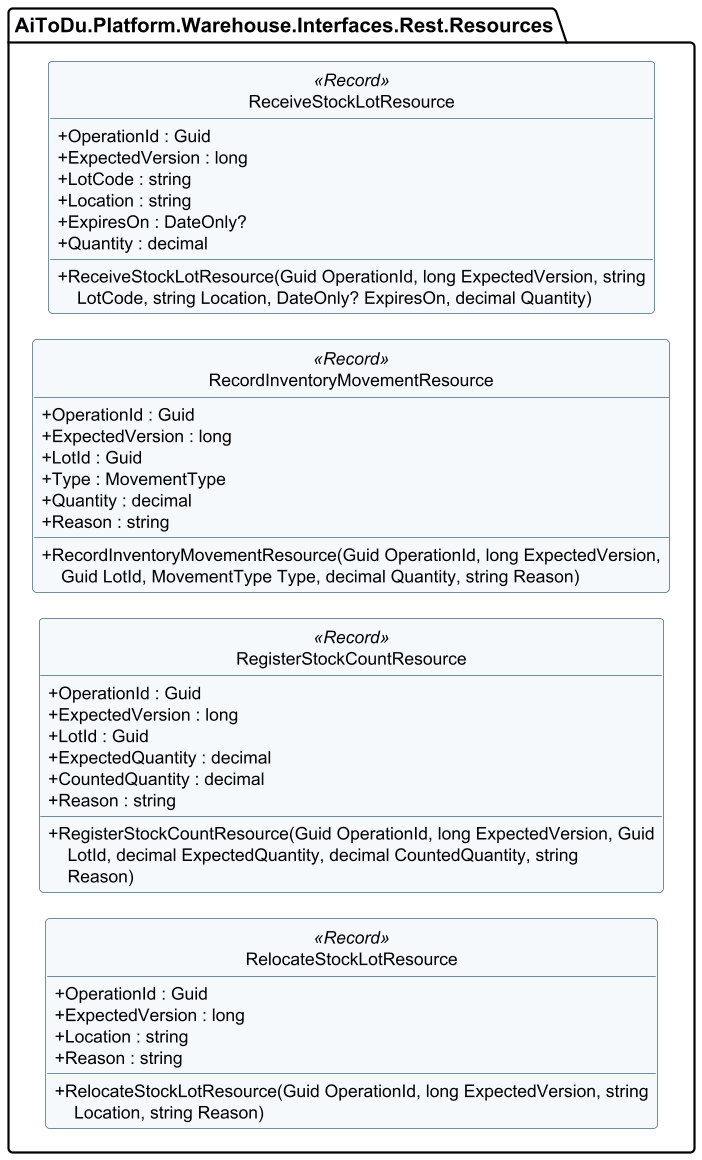 AiToDu.Platform.Warehouse.Interfaces.Rest.Resources
«Record»
ReceiveStockLotResource
+OperationId : Guid
+ExpectedVersion : long
+LotCode : string
+Location : string
+ExpiresOn : DateOnly?
+Quantity : decimal
+ReceiveStockLotResource(Guid OperationId, long ExpectedVersion, string
LotCode, string Location, DateOnly? ExpiresOn, decimal Quantity)
«Record»
RecordInventoryMovementResource
+OperationId : Guid
+ExpectedVersion : long
+LotId : Guid
+Type : MovementType
+Quantity : decimal
+Reason : string
+RecordInventoryMovementResource(Guid OperationId, long ExpectedVersion,
Guid LotId, MovementType Type, decimal Quantity, string Reason)
«Record»
RegisterStockCountResource
+OperationId : Guid
+ExpectedVersion : long
+LotId : Guid
+ExpectedQuantity : decimal
+CountedQuantity : decimal
+Reason : string
+RegisterStockCountResource(Guid OperationId, long ExpectedVersion, Guid
LotId, decimal ExpectedQuantity, decimal CountedQuantity, string
Reason)
«Record»
RelocateStockLotResource
+OperationId : Guid
+ExpectedVersion : long
+Location : string
+Reason : string
+RelocateStockLotResource(Guid OperationId, long ExpectedVersion, string
Location, string Reason)